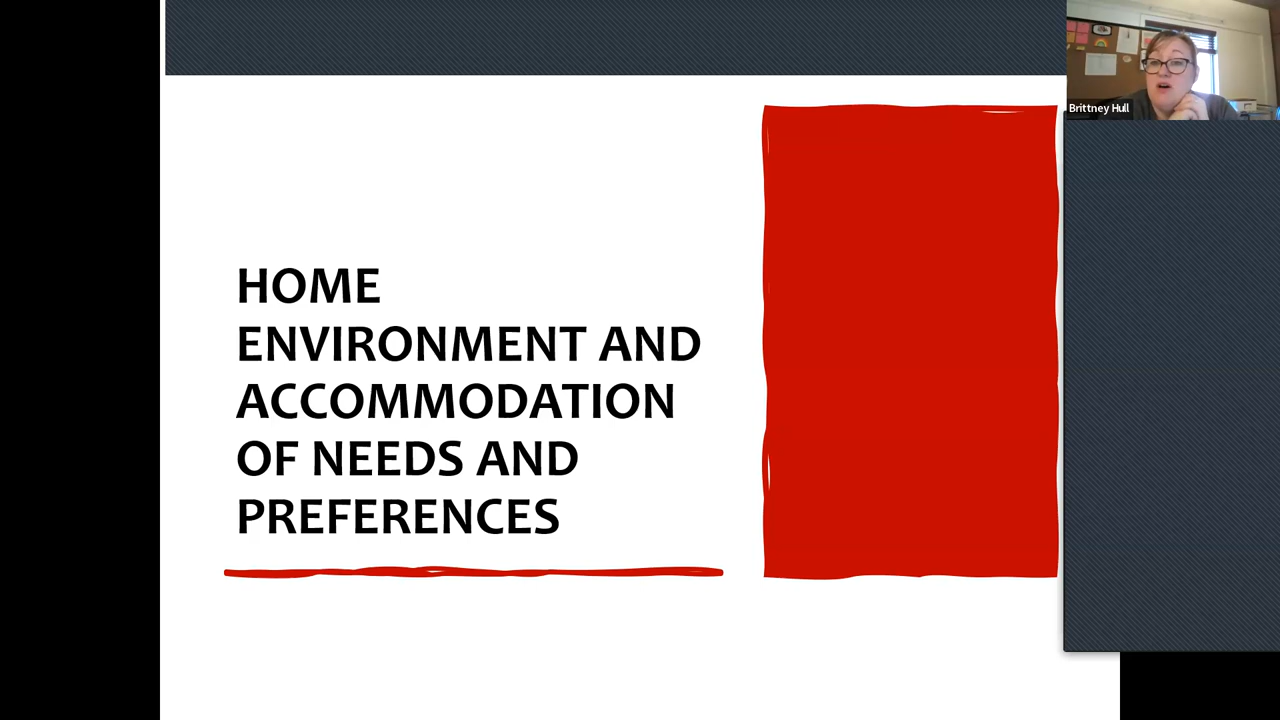 HOME
ENVIRONMENT AND
ACCOMMODATION
OF NEEDS AND
PREFERENCES
Brittney Hull